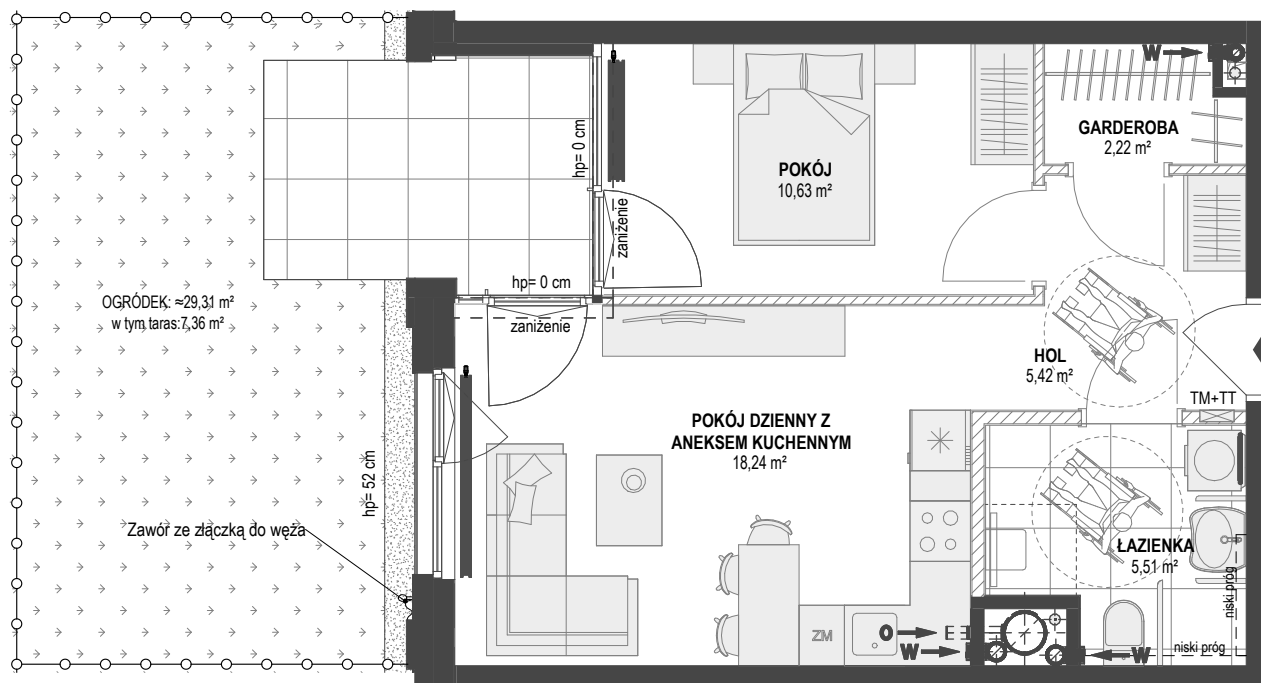 W
GARDEROBA
2,22 m²
hp= 0 cm
POKÓJ
10,63 m²
zaniżenie
hp= 0 cm
OGRÓDEK: ≈29,31 m²
w tym taras:7,36 m²
zaniżenie
HOL
5,42 m²
TM+TT
POKÓJ DZIENNY Z
ANEKSEM KUCHENNYM
18,24 m²
hp= 52 cm
Zawór ze złączką do węża
ŁAZIENKA
5,51 m²
niski próg
ZM
O
E
W
W
niski próg